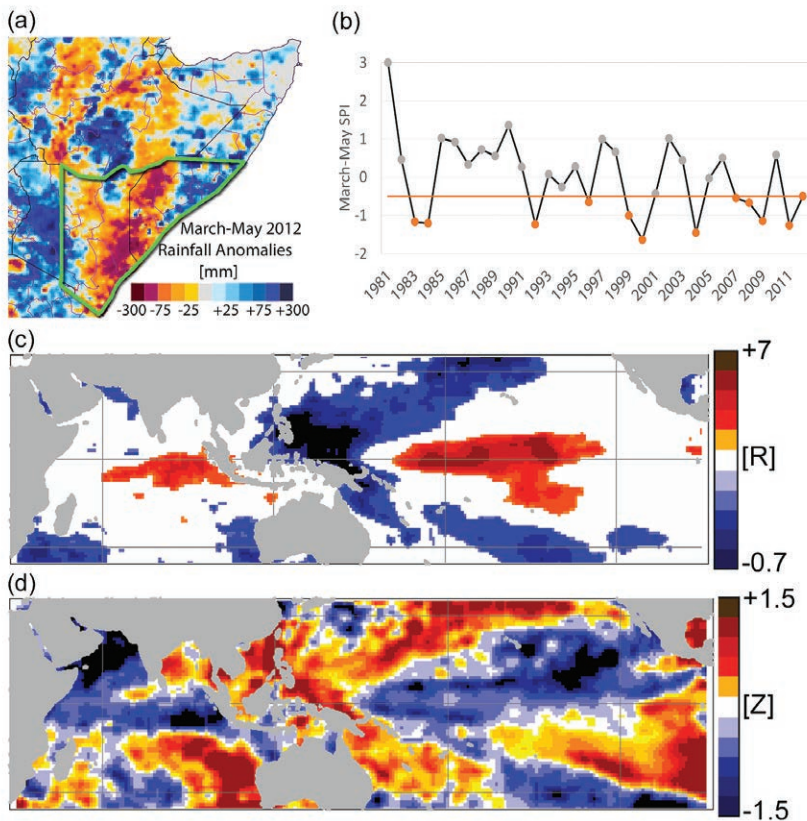 (a)
March-May 2012
Rainfall Anomalies
[mm]
-300 -75 -25 +25 +75 +300
(b)
March-May SPI
3
2
1
0
-1
-2
1981 1983 1985 1987 1989 1991 1993 1995 1997 1999 2001 2003 2005 2007 2009 2011
(c)
+7
[R]
-0.7
(d)
+1.5
[Z]
-1.5